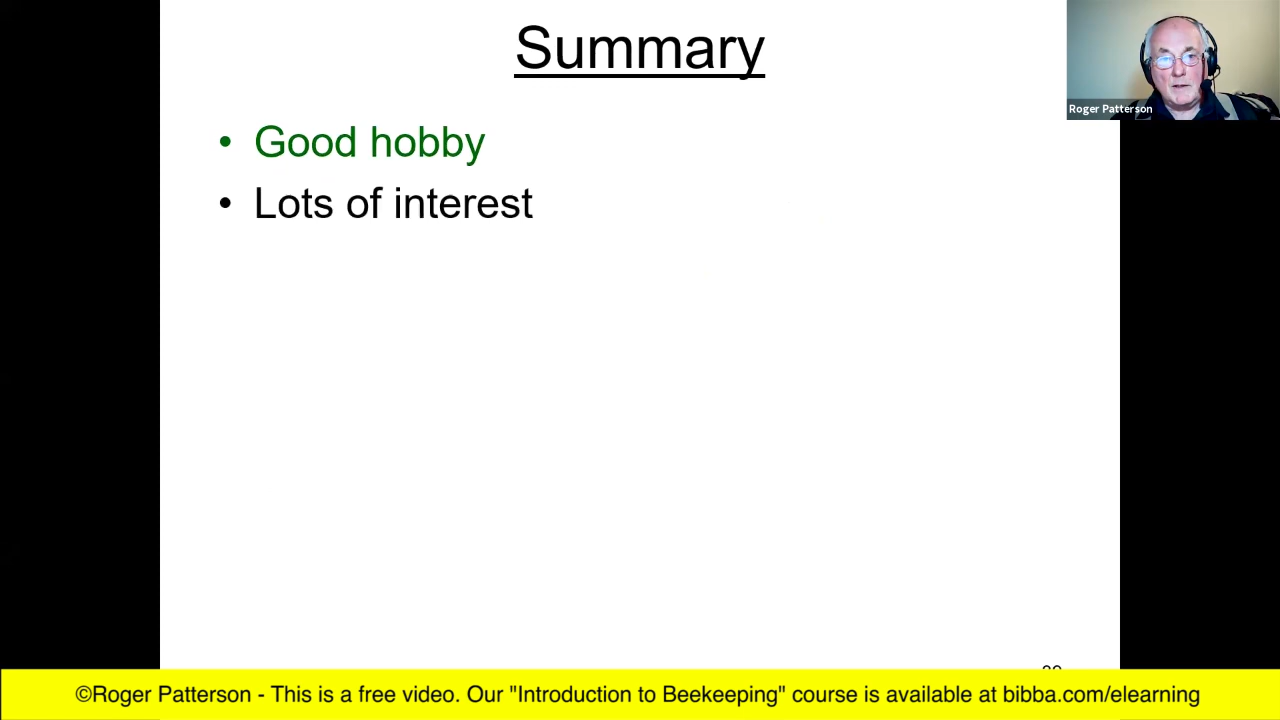 Summary
Roger Patterson
• Good hobby
• Lots of interest
©Roger Patterson - This is a free video. Our "Introduction to Beekeeping" course is available at bibba.com/elearning